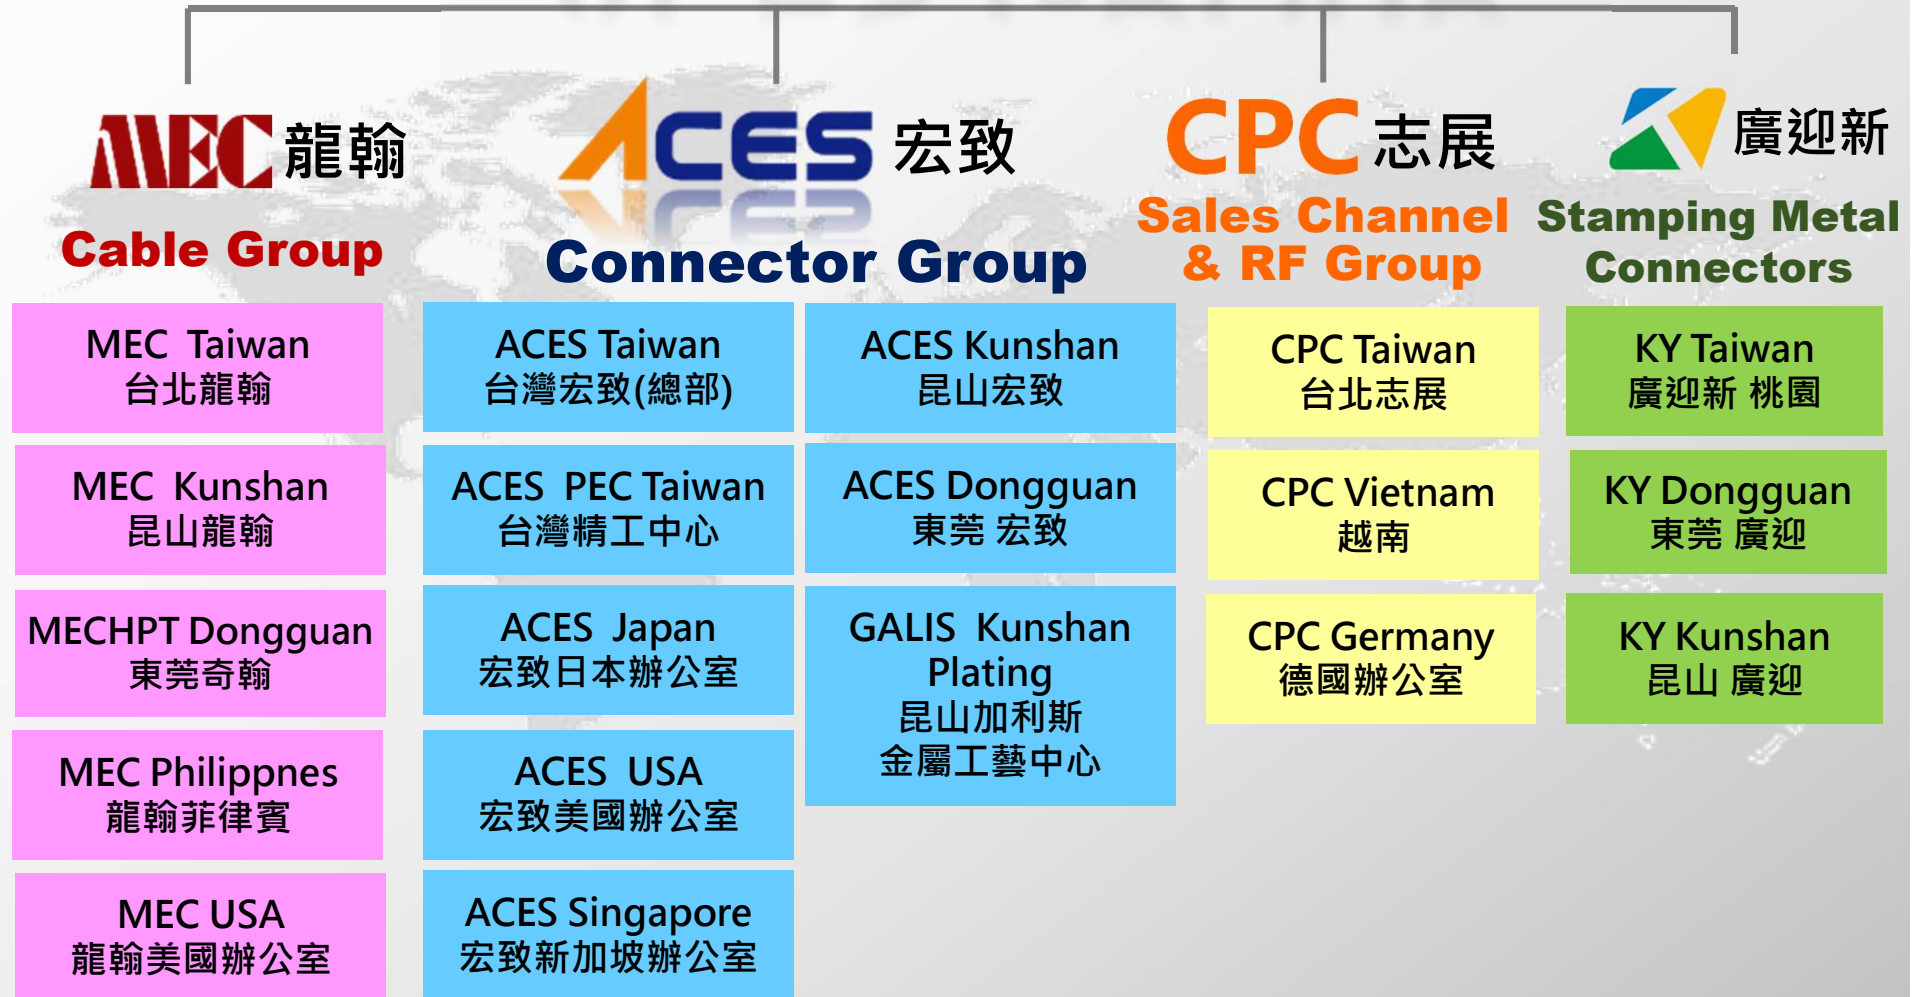 MEC 龍翰
Cable Group
MEC Taiwan
台北龍翰
MEC Kunshan
昆山龍翰
MECHPT Dongguan
東莞奇翰
MEC Philippnes
龍翰菲律賓
MEC USA
龍翰美國辦公室
ACES 宏致
Connector Group
ACES Taiwan
台灣宏致(總部)
ACES PEC Taiwan
台灣精工中心
ACES Japan
宏致日本辦公室
ACES USA
宏致美國辦公室
ACES Singapore
宏致新加坡辦公室
ACES Kunshan
昆山宏致
ACES Dongguan
東莞 宏致
GALIS Kunshan
Plating
昆山加利斯
金屬工藝中心
CPC 志展
Sales Channel
& RF Group
CPC Taiwan
台北志展
CPC Vietnam
越南
CPC Germany
德國辦公室
廣迎新
Stamping Metal
Connectors
KY Taiwan
廣迎新 桃園
KY Dongguan
東莞 廣迎
KY Kunshan
昆山 廣迎